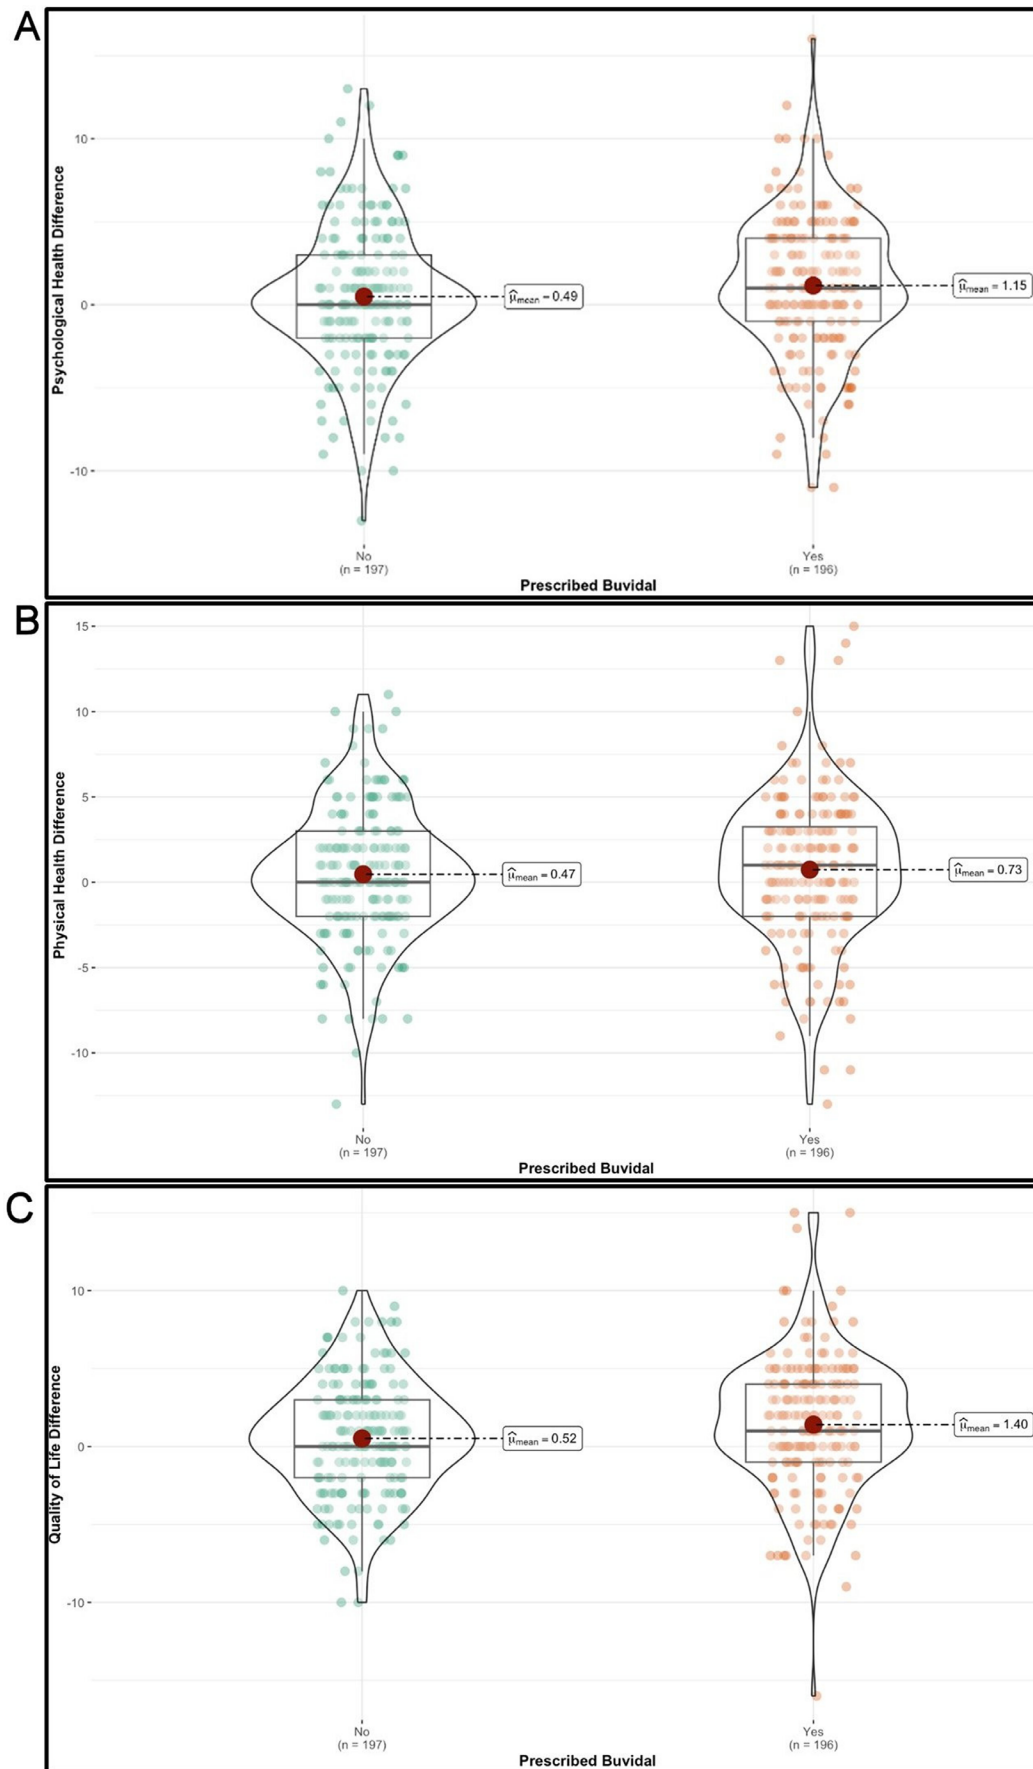 A
Psychological Health Difference
10
0
-10
μ̂mean = 0.49
μ̂mean = 1.15
No
(n = 197)
Yes
(n = 196)
Prescribed Buvidal
B
Physical Health Difference
15
10
5
0
-5
-10
μ̂mean = 0.47
μ̂mean = 0.73
No
(n = 197)
Yes
(n = 196)
Prescribed Buvidal
C
Quality of Life Difference
10
0
-10
μ̂mean = 0.52
μ̂mean = 1.40
No
(n = 197)
Yes
(n = 196)
Prescribed Buvidal